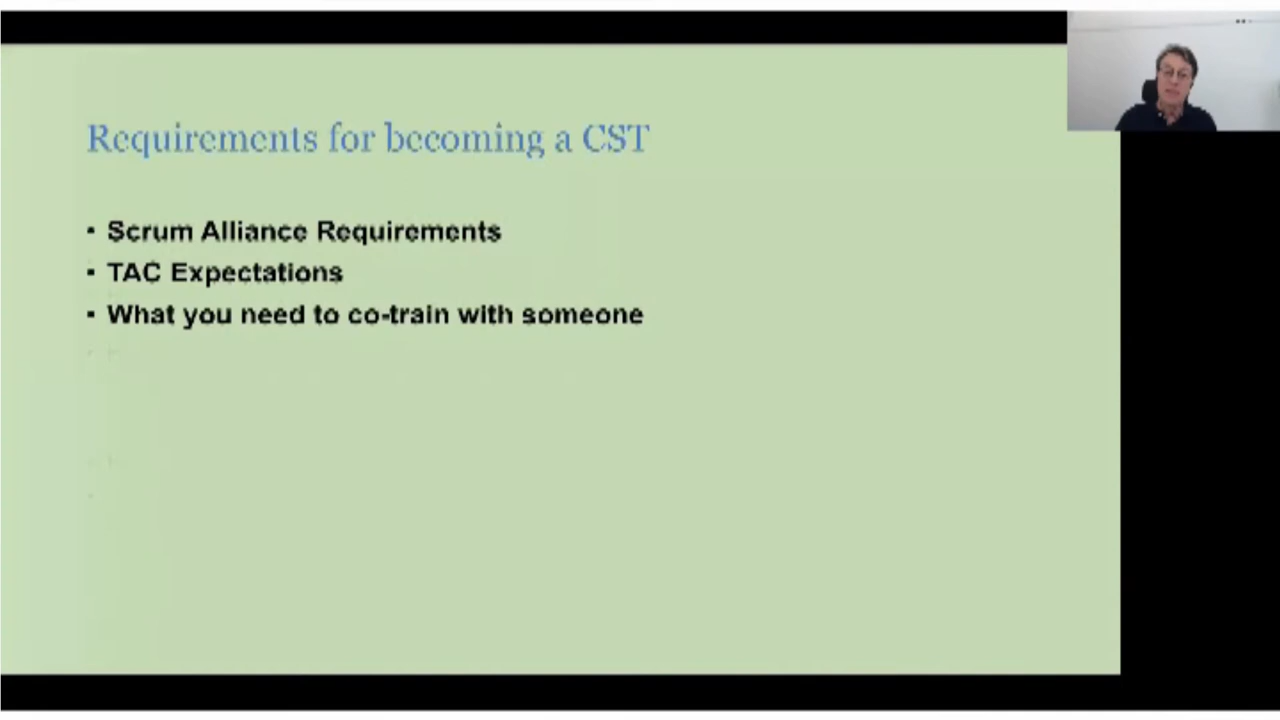 Requirements for becoming a CST
▪ Scrum Alliance Requirements
▪ TAC Expectations
▪ What you need to co-train with someone